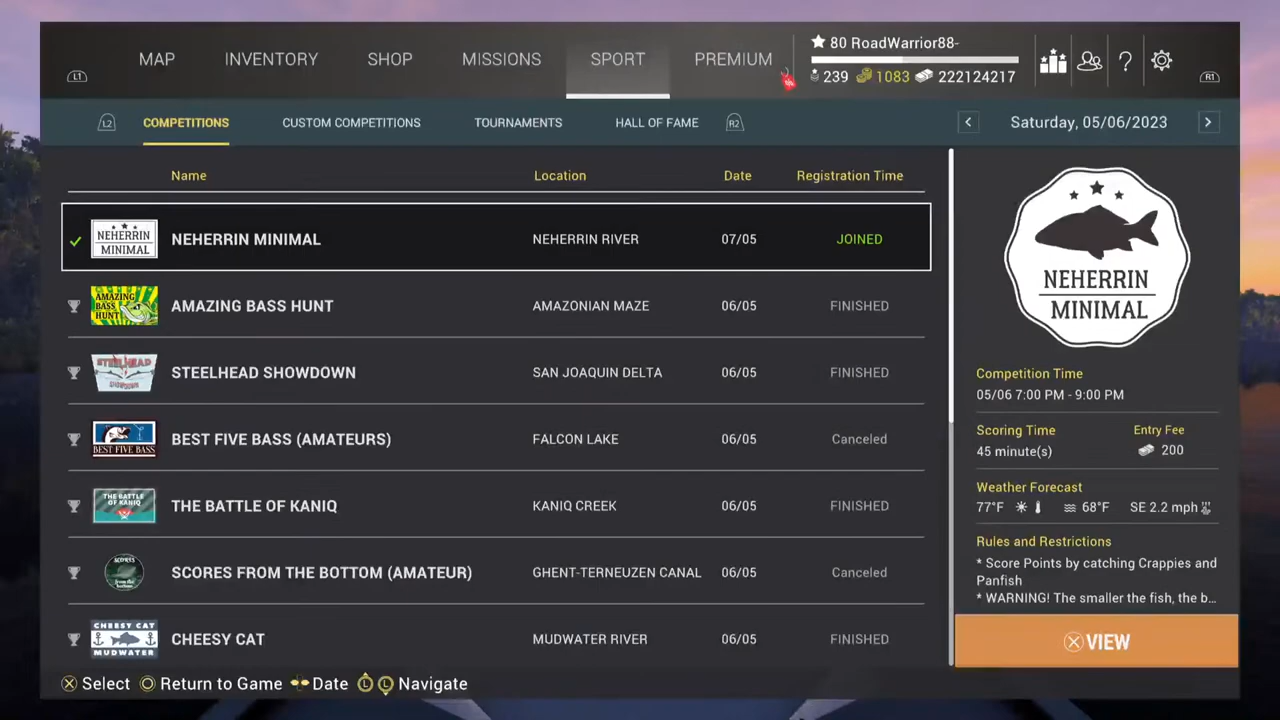 L1
MAP
INVENTORY
SHOP
MISSIONS
SPORT
PREMIUM
80 RoadWarrior88-
239 1083 222124217
?
R1
L2
COMPETITIONS
CUSTOM COMPETITIONS
TOURNAMENTS
HALL OF FAME
R2
< Saturday, 05/06/2023 >
Name Location Date Registration Time
NEHERRIN MINIMAL
NEHERRIN MINIMAL NEHERRIN RIVER 07/05 JOINED
AMAZING BASS HUNT
AMAZING BASS HUNT AMAZONIAN MAZE 06/05 FINISHED
STEELHEAD SHOWDOWN
STEELHEAD SHOWDOWN SAN JOAQUIN DELTA 06/05 FINISHED
BEST FIVE BASS
BEST FIVE BASS (AMATEURS) FALCON LAKE 06/05 Canceled
THE BATTLE OF KANIQ
THE BATTLE OF KANIQ KANIQ CREEK 06/05 FINISHED
SCORES from the bottom
SCORES FROM THE BOTTOM (AMATEUR) GHENT-TERNEUZEN CANAL 06/05 Canceled
CHEESY CAT MUDWATER
CHEESY CAT MUDWATER RIVER 06/05 FINISHED
NEHERRIN
MINIMAL
Competition Time
05/06 7:00 PM - 9:00 PM
Scoring Time Entry Fee
45 minute(s) 200
Weather Forecast
77°F 68°F SE 2.2 mph
Rules and Restrictions
* Score Points by catching Crappies and
Panfish
* WARNING! The smaller the fish, the b...
VIEW
Select Return to Game Date L L Navigate